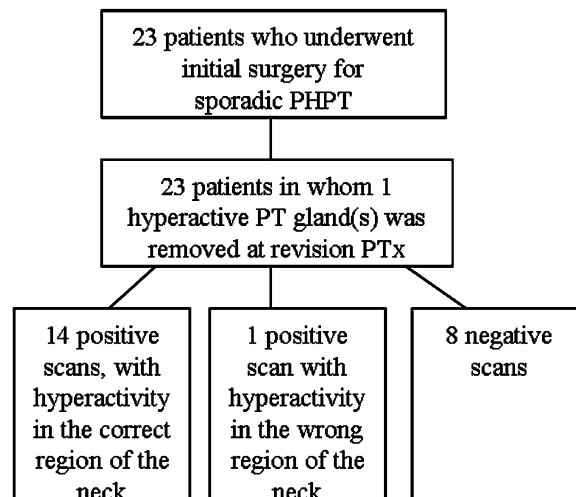 23 patients who underwent
initial surgery for
sporadic PHPT
23 patients in whom 1
hyperactive PT gland(s) was
removed at revision PTx
14 positive
scans, with
hyperactivity
in the correct
region of the
neck
1 positive
scan with
hyperactivity
in the wrong
region of the
neck
8 negative
scans